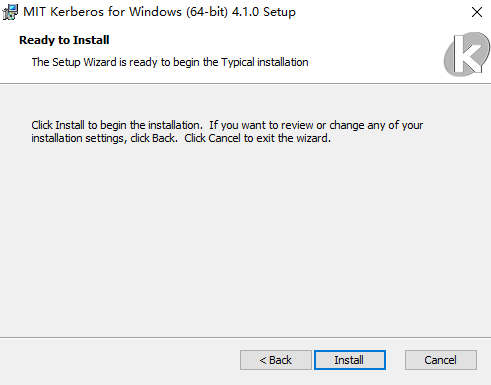 MIT Kerberos for Windows (64-bit) 4.1.0 Setup
Ready to Install
The Setup Wizard is ready to begin the Typical installation
k
Click Install to begin the installation. If you want to review or change any of your
installation settings, click Back. Click Cancel to exit the wizard.
< Back
Install
Cancel